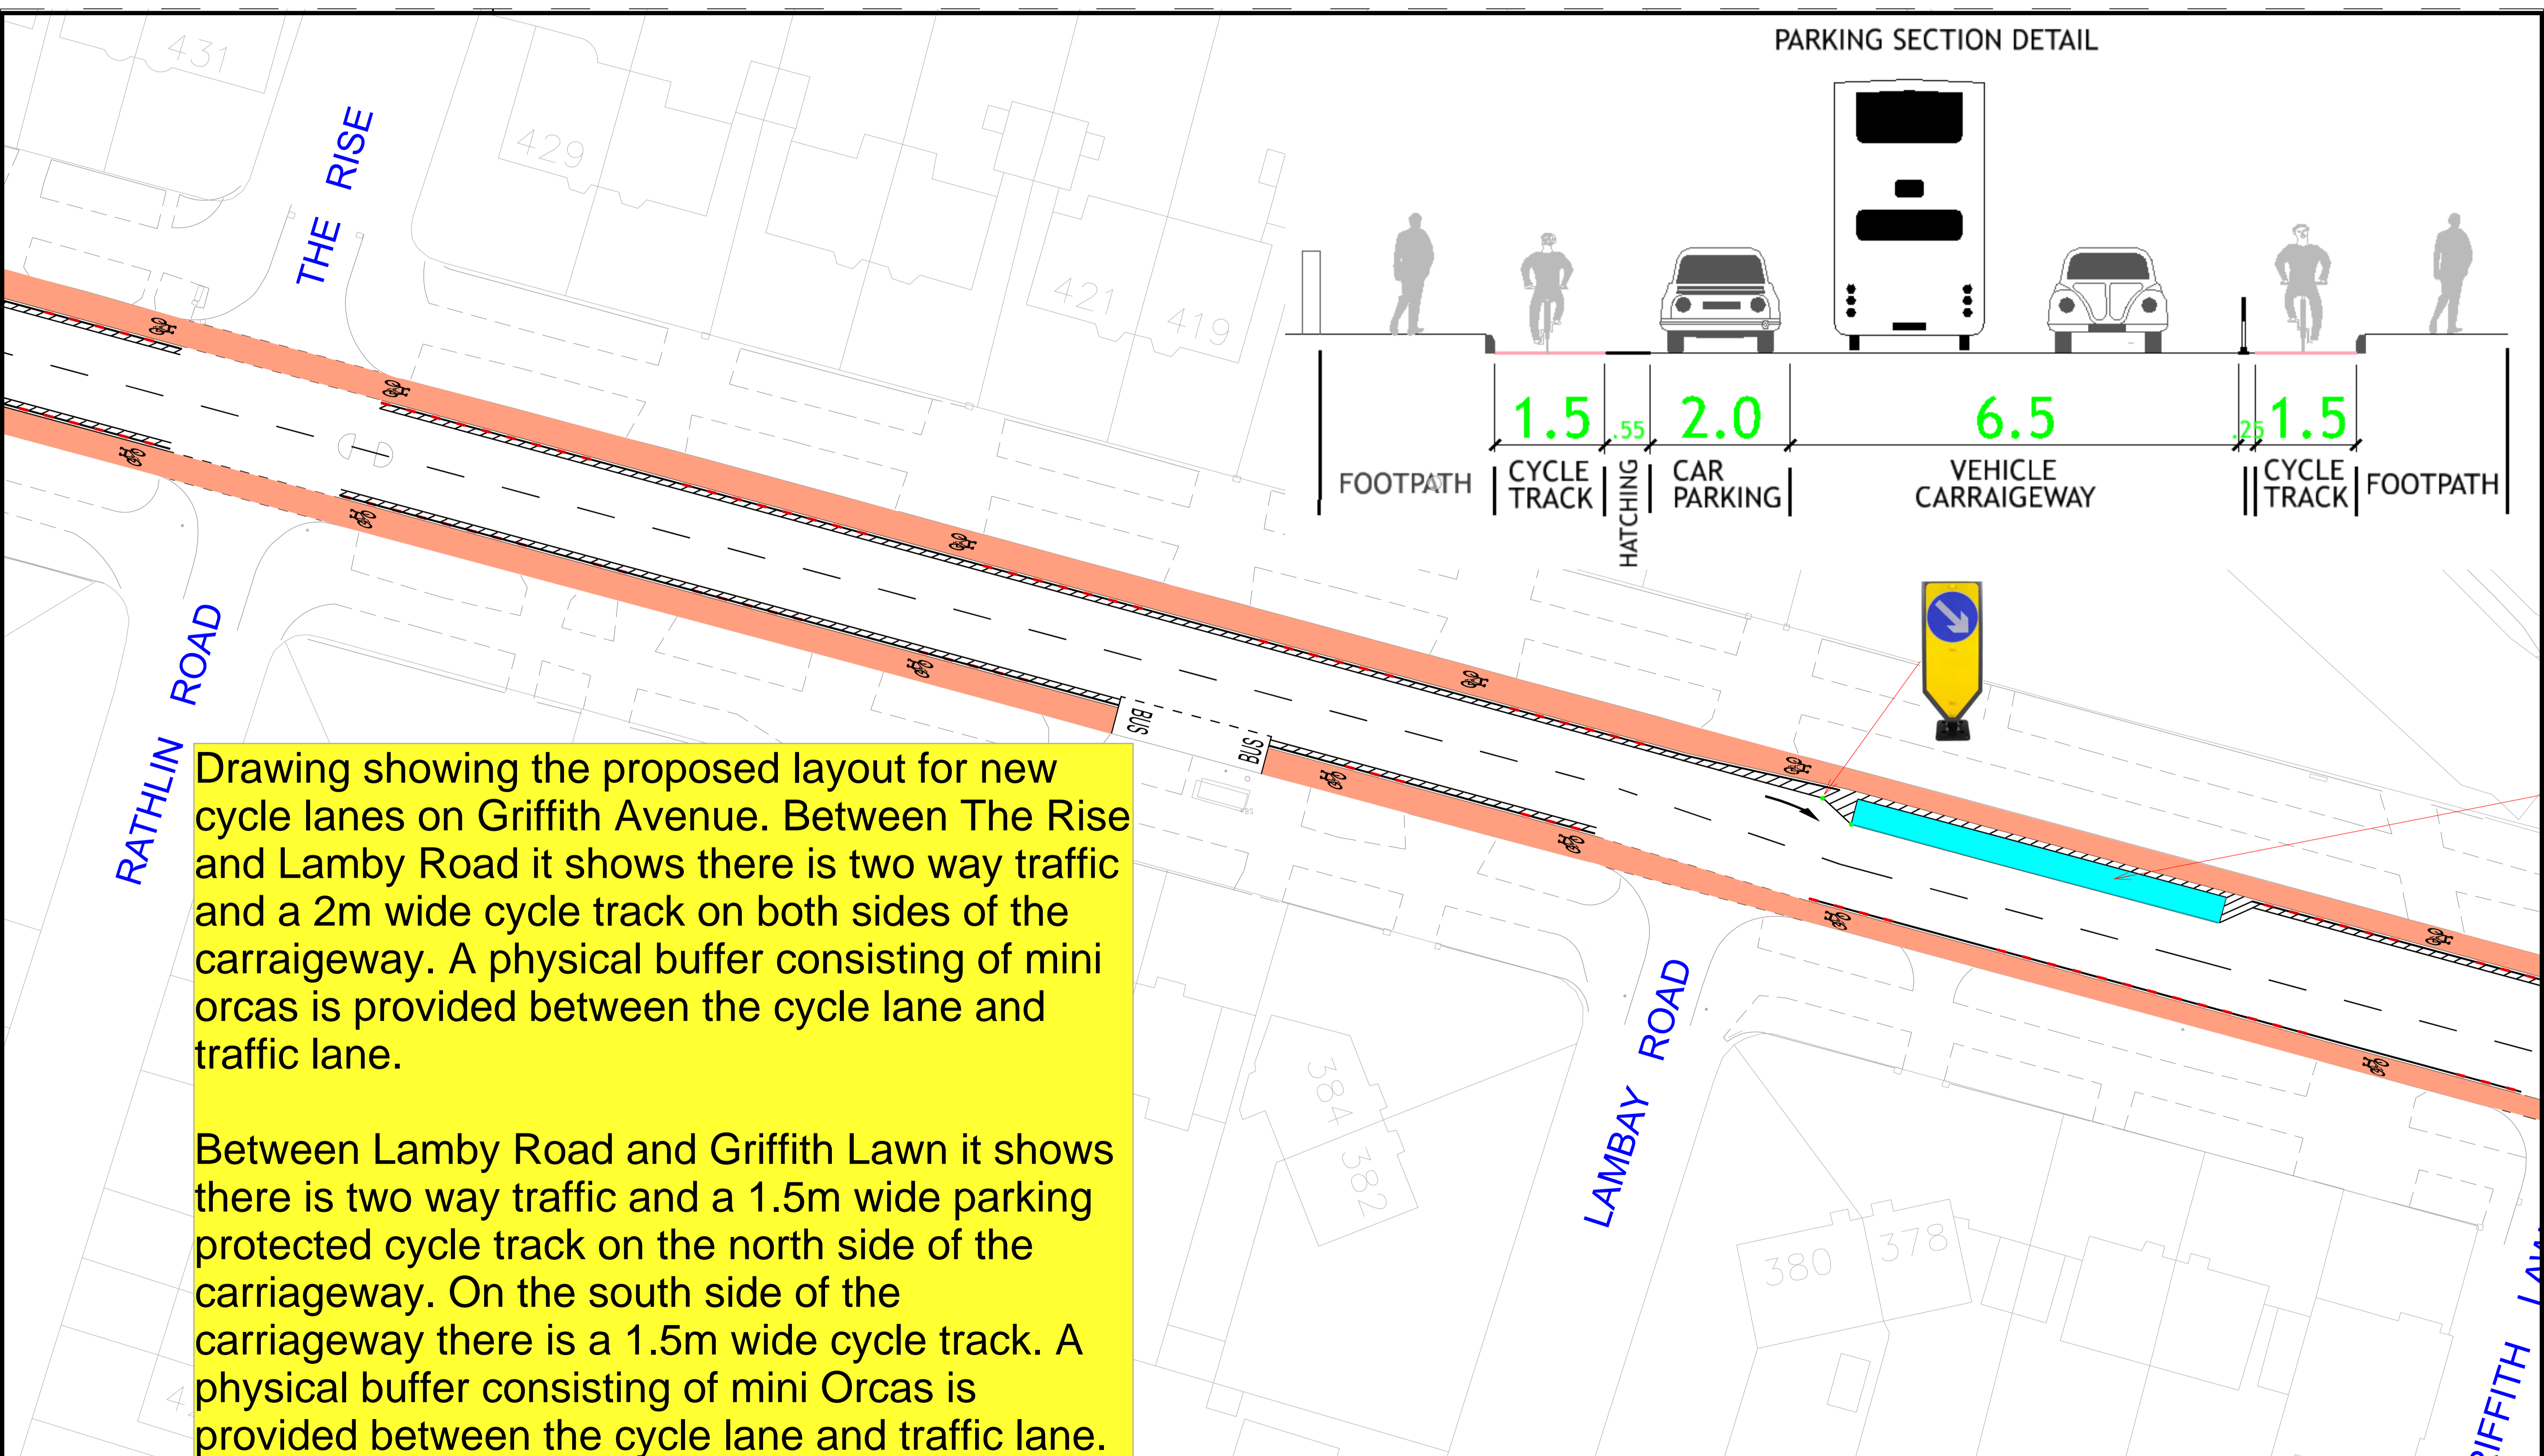 PARKING SECTION DETAIL
431
THE RISE
429
421
419
1.5
.55
2.0
6.5
.25
1.5
FOOTPATH
CYCLE
TRACK
HATCHING
CAR
PARKING
VEHICLE
CARRAIGEWAY
CYCLE
TRACK
FOOTPATH
RATHLIN ROAD
BUS
BUS
Drawing showing the proposed layout for new
cycle lanes on Griffith Avenue. Between The Rise
and Lamby Road it shows there is two way traffic
and a 2m wide cycle track on both sides of the
carraigeway. A physical buffer consisting of mini
orcas is provided between the cycle lane and
traffic lane.
Between Lamby Road and Griffith Lawn it shows
there is two way traffic and a 1.5m wide parking
protected cycle track on the north side of the
carriageway. On the south side of the
carriageway there is a 1.5m wide cycle track. A
physical buffer consisting of mini Orcas is
provided between the cycle lane and traffic lane.
384
382
LAMBAY ROAD
380
378